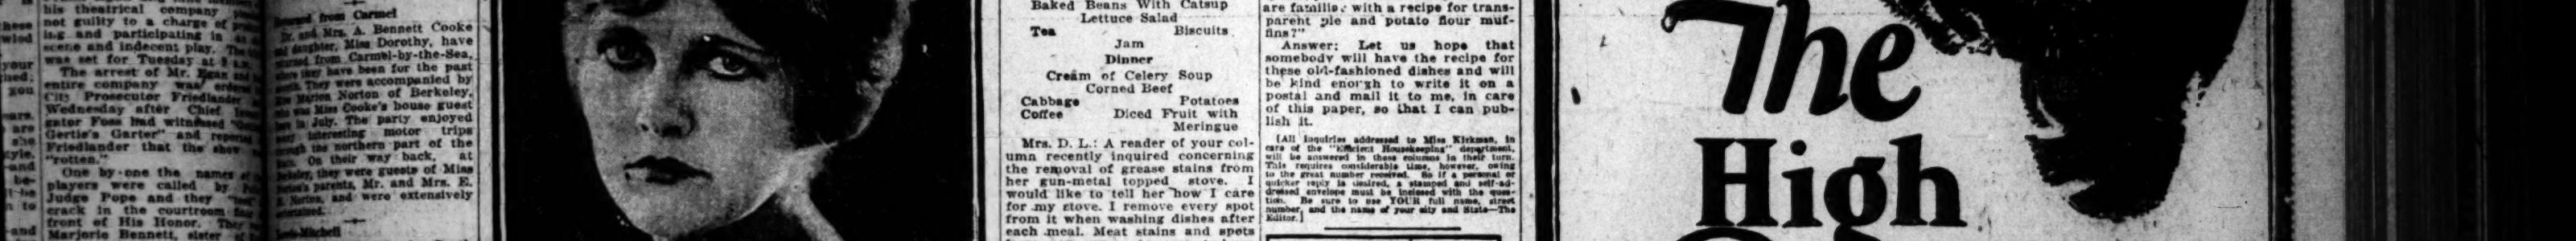 his theatrical company
these not guilty to a charge of
and participating in
scene and indecent play. The
was set for Tuesday at
your The arrest of Mr. Egan and
entire company was
you City Prosecutor Friedlander
Wednesday after Chief
gator Foss had witnessed
are Gertie's Garter" and reported
she Friedlander that the show
style. "rotten."
and One by one the names of
be- players were called by
Judge Pope and they
to crack in the courtroom
front of His Honor. They
and Marjorie Bennett, sister of
Returned from Carmel
Dr. and Mrs. A. Bennett Cooke
and daughter, Miss Dorothy, have
returned from Carmel-by-the-Sea,
where they have been for the past
month. They were accompanied by
Miss Marion Norton of Berkeley,
who was Miss Cooke's house guest
here in July. The party enjoyed
interesting motor trips
through the northern part of the
On their way back, at
Berkeley, they were guests of Miss
Norton's parents, Mr. and Mrs. E.
Norton, and were extensively
entertained.
Baked Beans With Catsup
Lettuce Salad
Tea Biscuits
Jam
Dinner
Cream of Celery Soup
Corned Beef
Cabbage Potatoes
Coffee Diced Fruit with
Meringue
Mrs. D. L.: A reader of your col-
umn recently inquired concerning
the removal of grease stains from
her gun-metal topped stove. I
would like to tell her how I care
for my stove. I remove every spot
from it when washing dishes after
each meal. Meat stains and spots
are familiar with a recipe for trans-
parent pie and potato flour muf-
fins?"
Answer: Let us hope that
somebody will have the recipe for
these old-fashioned dishes and will
be kind enough to write it on a
postal and mail it to me, in care
of this paper, so that I can pub-
lish it.
[All inquiries addressed to Miss Kirkman, in
care of the "Efficient Housekeeping" department,
will be answered in these columns in their turn.
This requires considerable time, however, owing
to the great number received. So if a personal or
quicker reply is desired, a stamped and self-ad-
dressed envelope must be inclosed with the ques-
tion. Be sure to use YOUR full name, street
number, and the name of your city and State—The
Editor.]
The
High